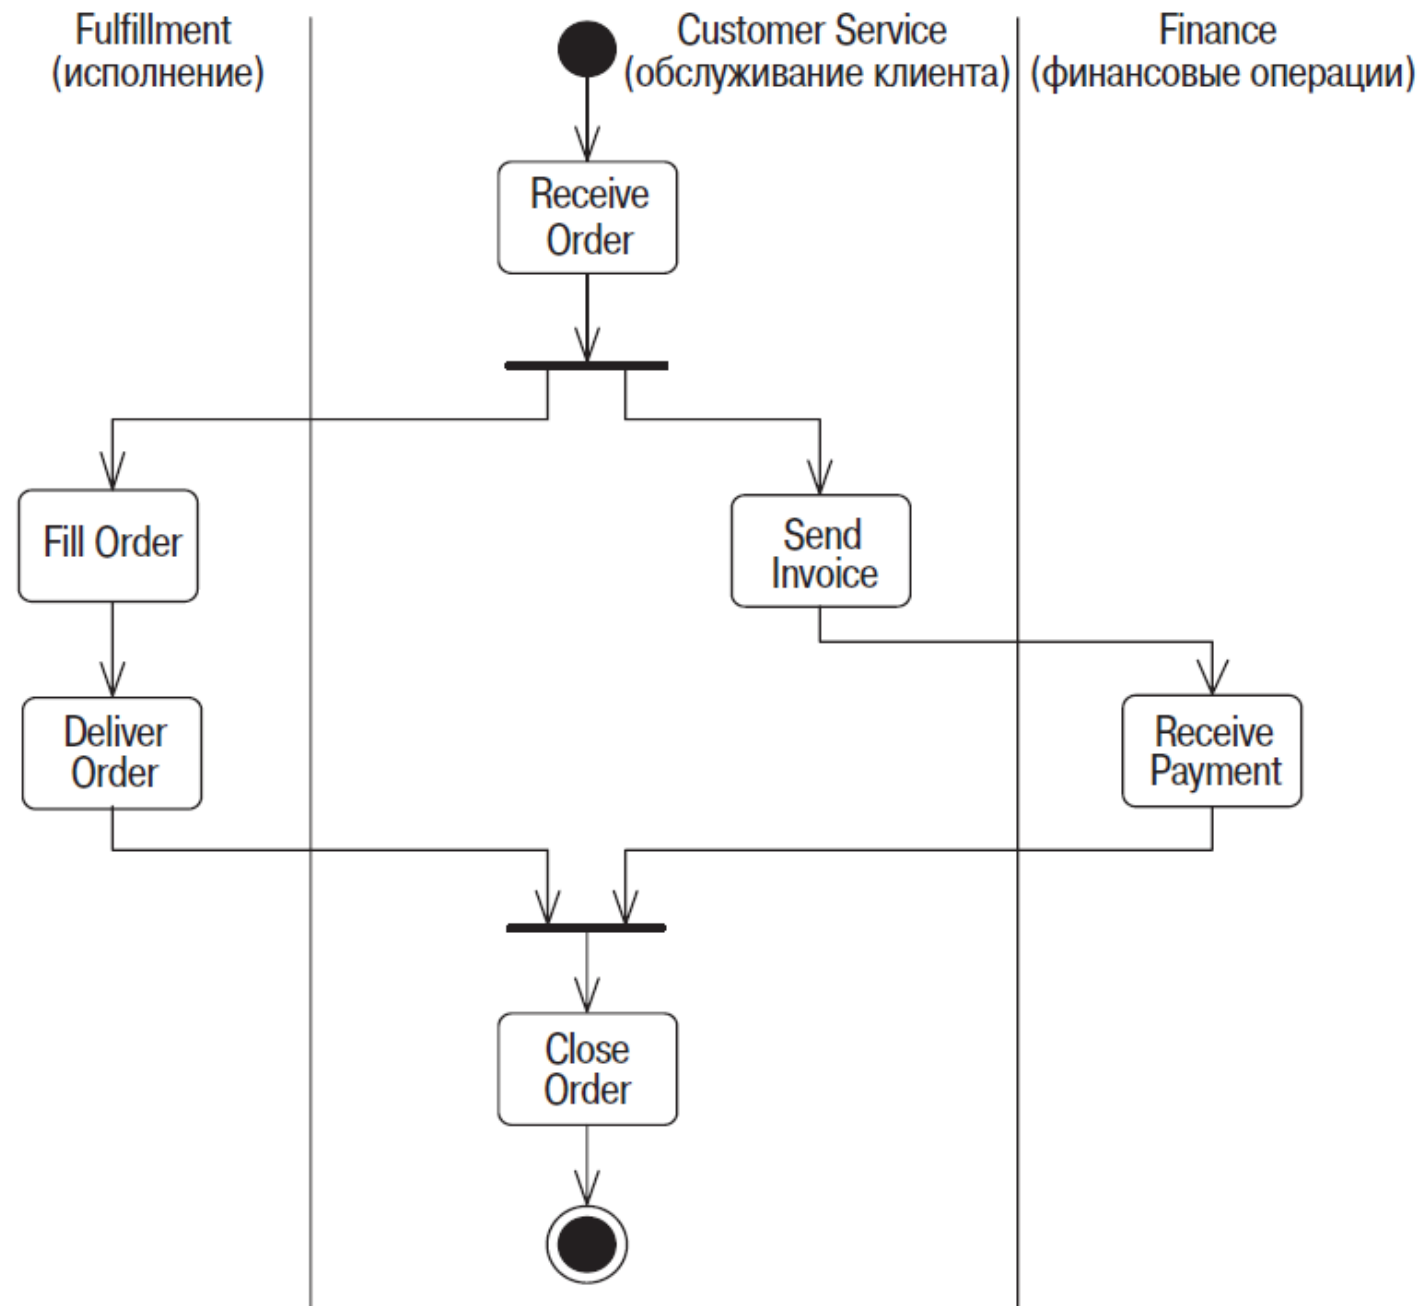 Fulfillment
(исполнение)
Customer Service
(обслуживание клиента)
Finance
(финансовые операции)
Receive
Order
Fill Order
Send
Invoice
Deliver
Order
Receive
Payment
Close
Order